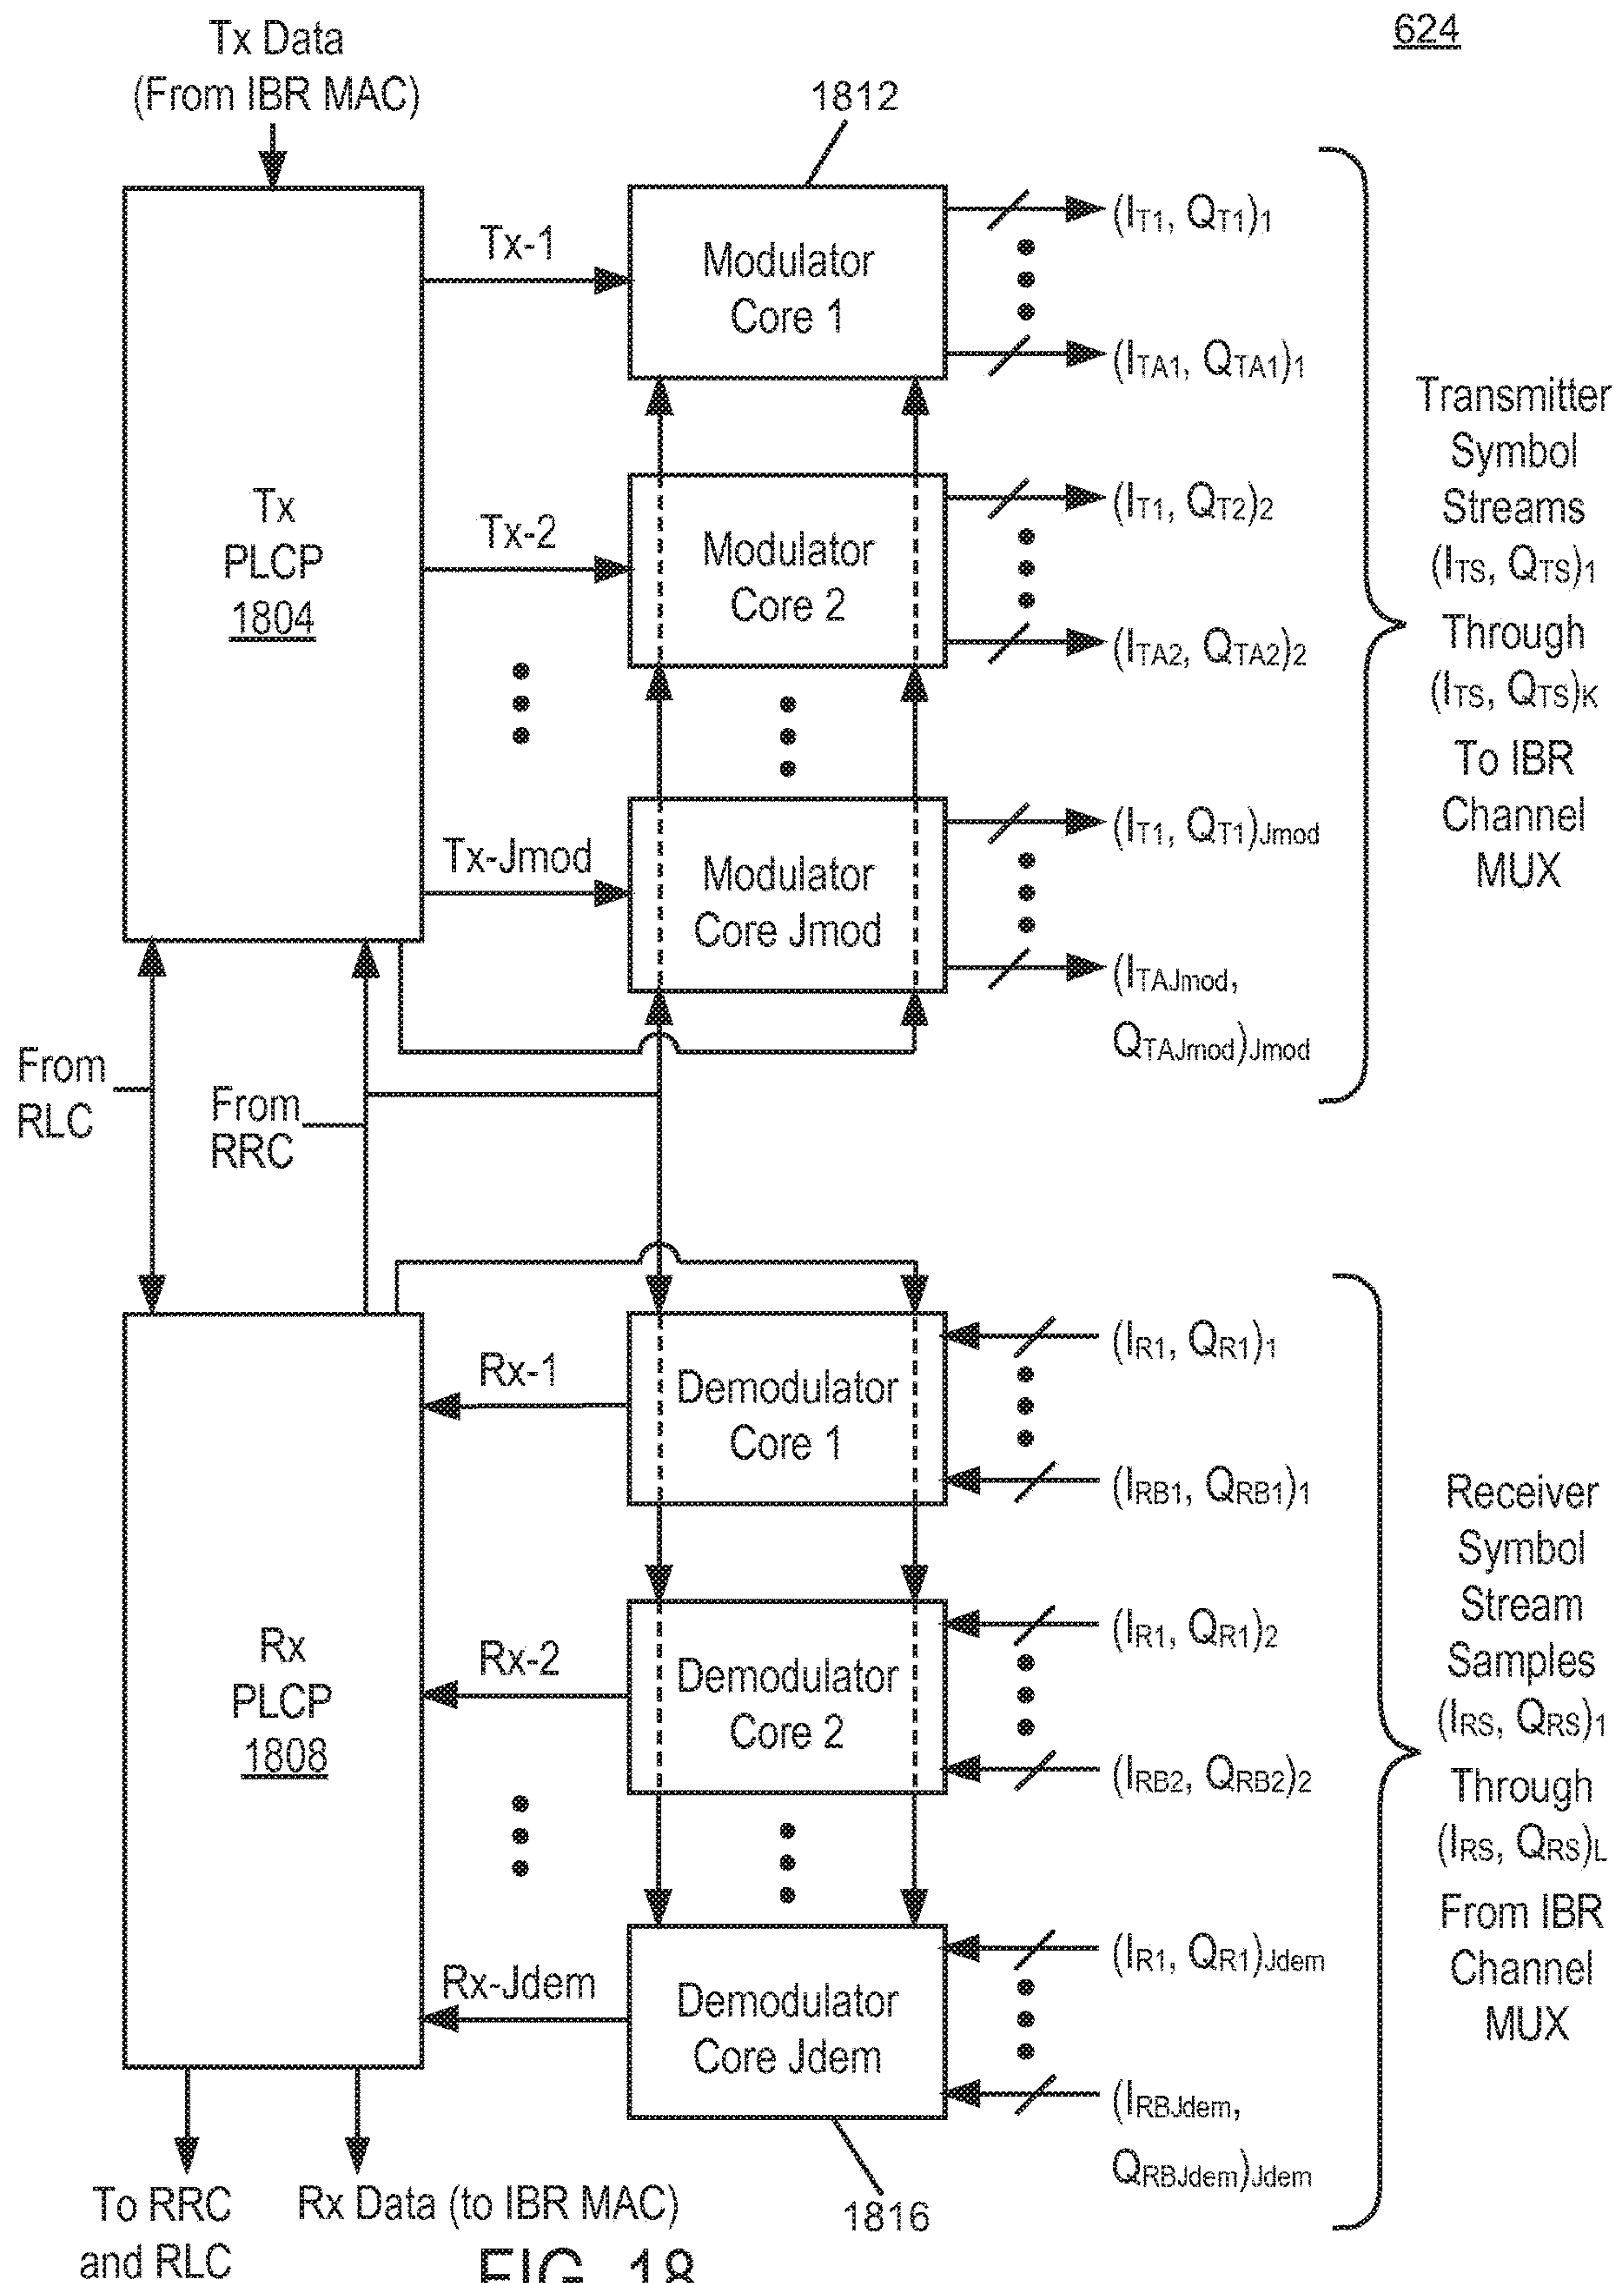 624
Tx Data
(From IBR MAC)
1812
Tx
PLCP
1804
Tx-1
Modulator
Core 1
(IT1, QT1)1
(ITA1, QTA1)1
Tx-2
Modulator
Core 2
(IT1, QT2)2
(ITA2, QTA2)2
Tx-Jmod
Modulator
Core Jmod
(IT1, QT1)Jmod
(ITAJmod,
QTAJmod)Jmod
Transmitter
Symbol
Streams
(ITS, QTS)1
Through
(ITS, QTS)K
To IBR
Channel
MUX
From
RLC
From
RRC
Rx
PLCP
1808
Rx-1
Demodulator
Core 1
(IR1, QR1)1
(IRB1, QRB1)1
Rx-2
Demodulator
Core 2
(IR1, QR1)2
(IRB2, QRB2)2
Rx-Jdem
Demodulator
Core Jdem
(IR1, QR1)Jdem
(IRBJdem,
QRBJdem)Jdem
1816
Receiver
Symbol
Stream
Samples
(IRS, QRS)1
Through
(IRS, QRS)L
From IBR
Channel
MUX
To RRC
and RLC
Rx Data (to IBR MAC)
FIG. 18